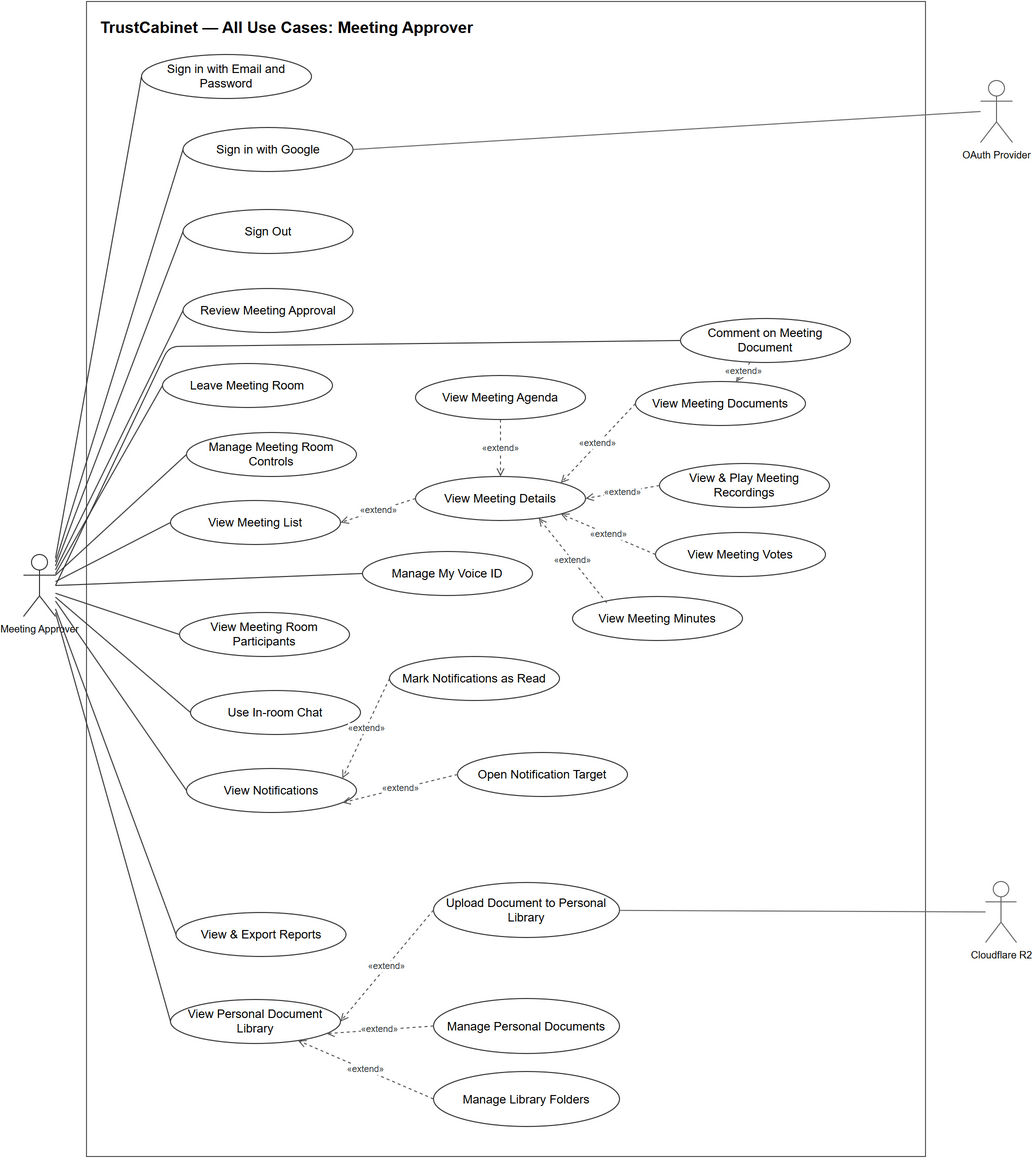 TrustCabinet — All Use Cases: Meeting Approver
Sign in with Email and
Password
OAuth Provider
Sign in with Google
Sign Out
Review Meeting Approval
Comment on Meeting
Document
«extend»
Leave Meeting Room
View Meeting Agenda
View Meeting Documents
«extend»
«extend»
Manage Meeting Room
Controls
View & Play Meeting
Recordings
«extend»
View Meeting Details
«extend»
View Meeting List
«extend»
View Meeting Votes
«extend»
Manage My Voice ID
Meeting Approver
View Meeting Minutes
View Meeting Room
Participants
Mark Notifications as Read
Use In-room Chat
«extend»
Open Notification Target
View Notifications
«extend»
Upload Document to Personal
Library
Cloudflare R2
View & Export Reports
«extend»
View Personal Document
Library
Manage Personal Documents
«extend»
«extend»
Manage Library Folders